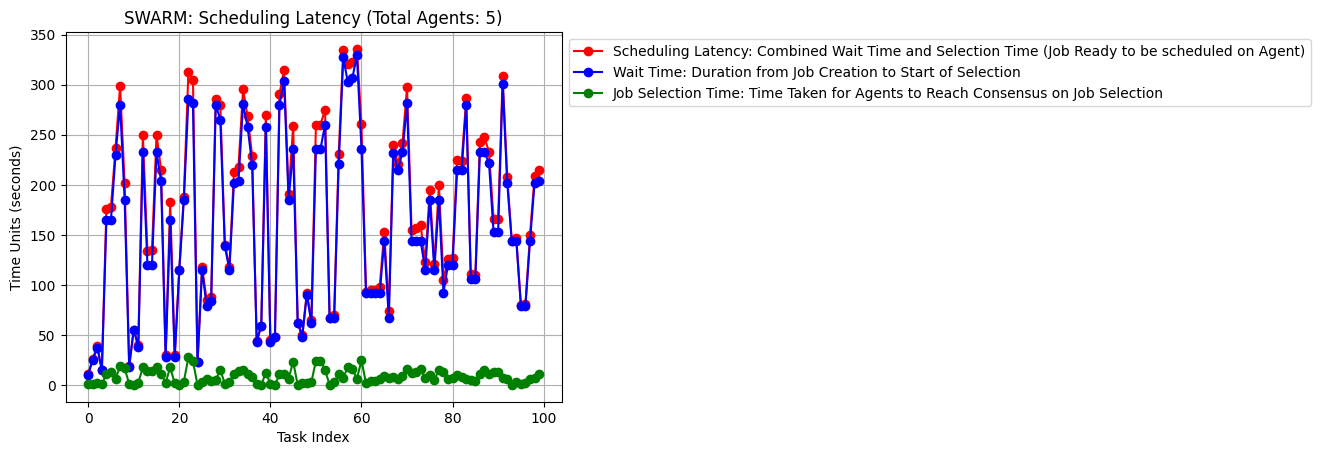 SWARM: Scheduling Latency (Total Agents: 5)
Scheduling Latency: Combined Wait Time and Selection Time (Job Ready to be scheduled on Agent)
Wait Time: Duration from Job Creation to Start of Selection
Job Selection Time: Time Taken for Agents to Reach Consensus on Job Selection
Time Units (seconds)
350
300
250
200
150
100
50
0
0
20
40
60
80
100
Task Index